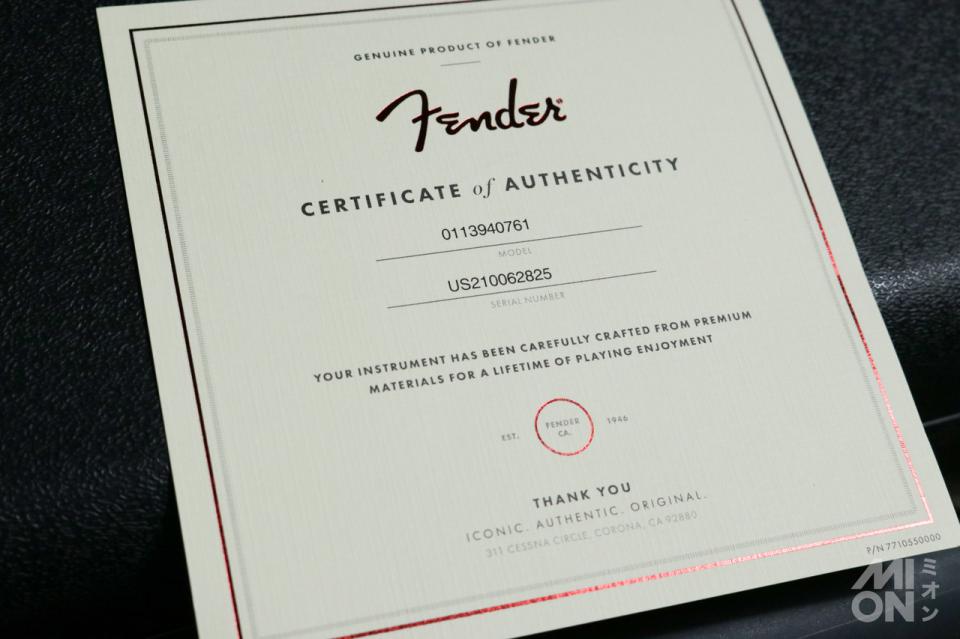 GENUINE PRODUCT OF FENDER
Fender
CERTIFICATE of AUTHENTICITY
0113940761
MODEL
US210062825
SERIAL NUMBER
YOUR INSTRUMENT HAS BEEN CAREFULLY CRAFTED FROM PREMIUM
MATERIALS FOR A LIFETIME OF PLAYING ENJOYMENT
EST. FENDER CA. 1946
THANK YOU
ICONIC. AUTHENTIC. ORIGINAL.
311 CESSNA CIRCLE, CORONA, CA 92880
P/N 7710550000
MION ミオン